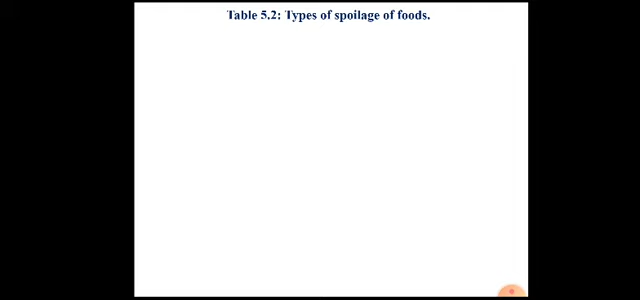 Table 5.2: Types of spoilage of foods.